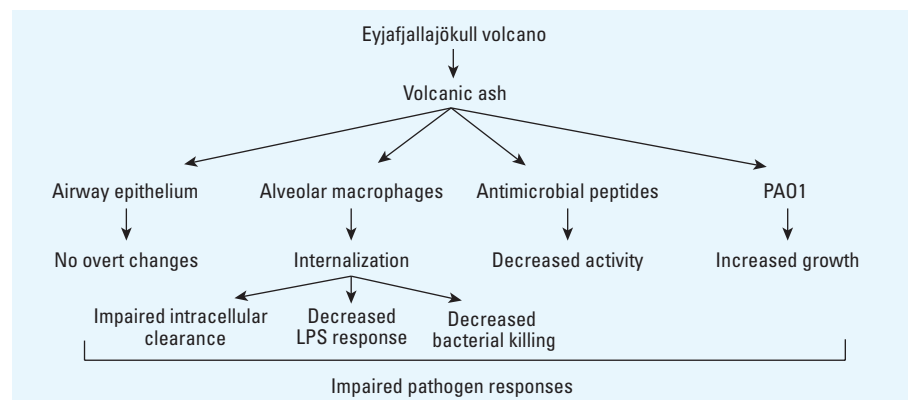 Eyjafjallajökull volcano
Volcanic ash
Airway epithelium
Alveolar macrophages
Antimicrobial peptides
PAO1
No overt changes
Internalization
Decreased activity
Increased growth
Impaired intracellular
clearance
Decreased
LPS response
Decreased
bacterial killing
Impaired pathogen responses